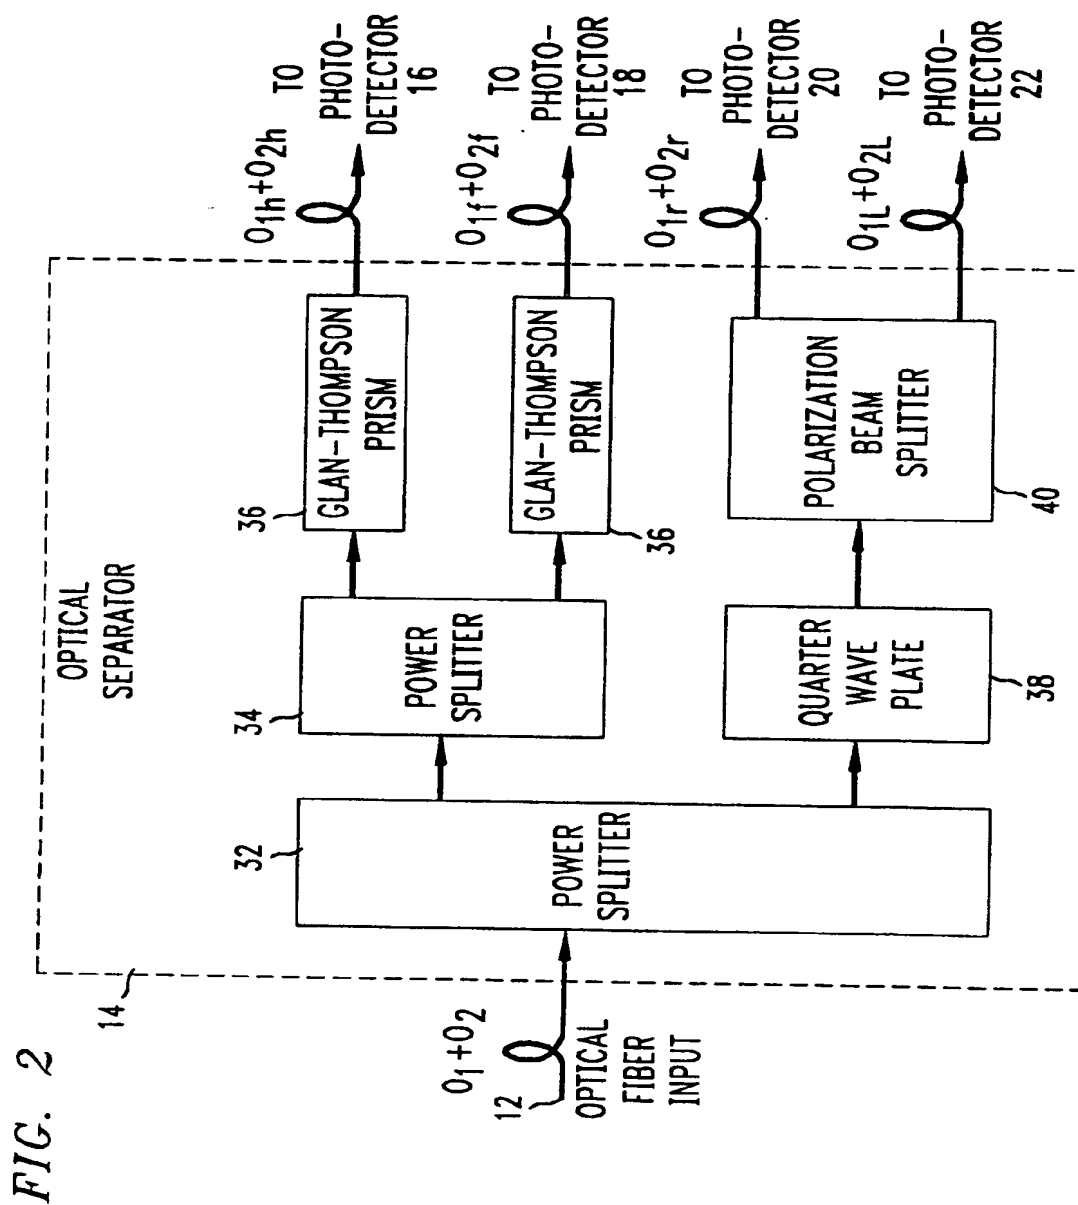 FIG. 2
14
OPTICAL
SEPARATOR
12
O1+O2
OPTICAL
FIBER
INPUT
32
POWER
SPLITTER
34
POWER
SPLITTER
36
GLAN-THOMPSON
PRISM
O1h+O2h
TO
PHOTO-
DETECTOR
16
36
GLAN-THOMPSON
PRISM
O1f+O2f
TO
PHOTO-
DETECTOR
18
38
QUARTER
WAVE
PLATE
40
POLARIZATION
BEAM
SPLITTER
O1r+O2r
TO
PHOTO-
DETECTOR
20
O1L+O2L
TO
PHOTO-
DETECTOR
22